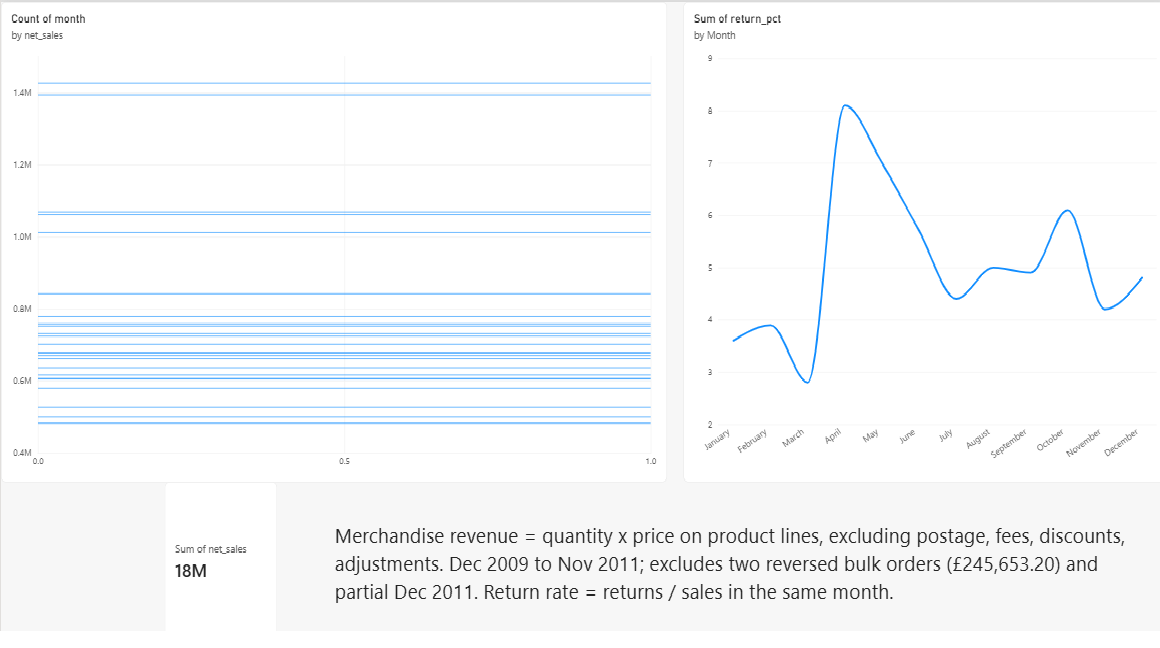 Count of month
by net_sales
1.4M
1.2M
1.0M
0.8M
0.6M
0.4M
0.0
0.5
1.0
Sum of return_pct
by Month
9
8
7
6
5
4
3
2
January
February
March
April
May
June
July
August
September
October
November
December
Sum of net_sales
18M
Merchandise revenue = quantity x price on product lines, excluding postage, fees, discounts,
adjustments. Dec 2009 to Nov 2011; excludes two reversed bulk orders (£245,653.20) and
partial Dec 2011. Return rate = returns / sales in the same month.